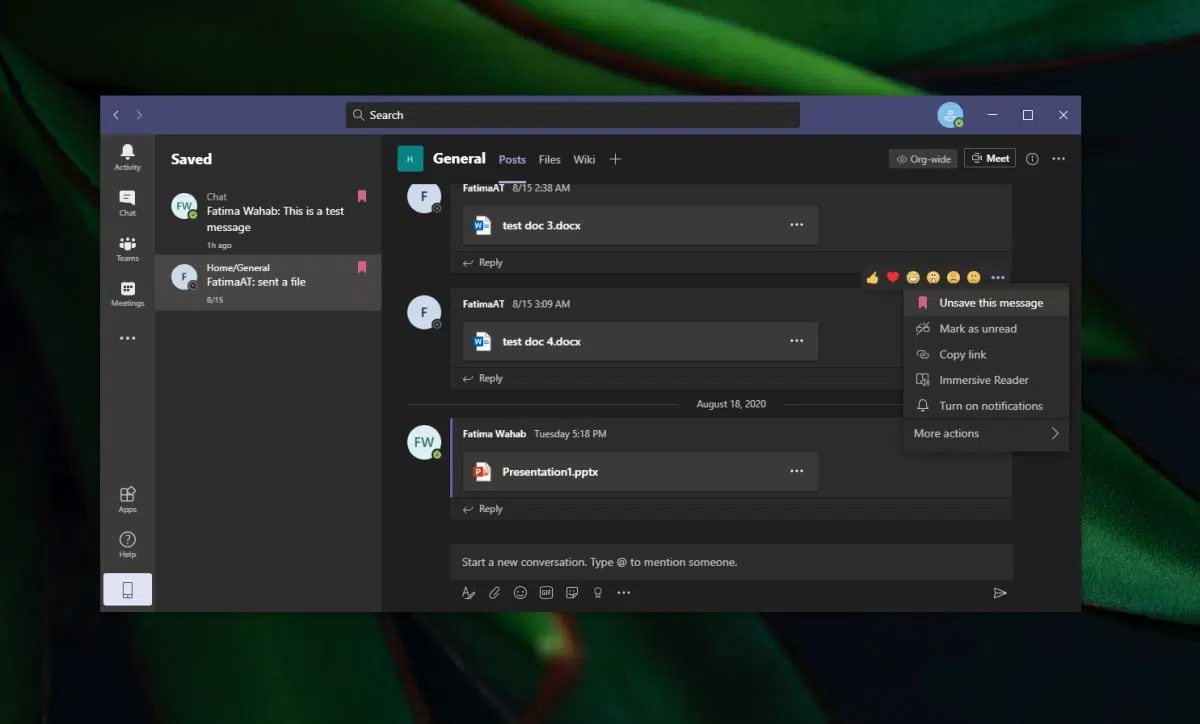 Search
Activity
Chat
Teams
Meetings
Apps
Help
Saved
FW
Chat
Fatima Wahab: This is a test
message
1h ago
F
Home/General
FatimaAT: sent a file
8/15
H
General
Posts
Files
Wiki
Org-wide
Meet
F
FatimaAT 8/15 2:38 AM
test doc 3.docx
Reply
F
FatimaAT 8/15 3:09 AM
test doc 4.docx
Reply
August 18, 2020
FW
Fatima Wahab Tuesday 5:18 PM
Presentation1.pptx
Reply
Unsave this message
Mark as unread
Copy link
Immersive Reader
Turn on notifications
More actions
Start a new conversation. Type @ to mention someone.
GIF